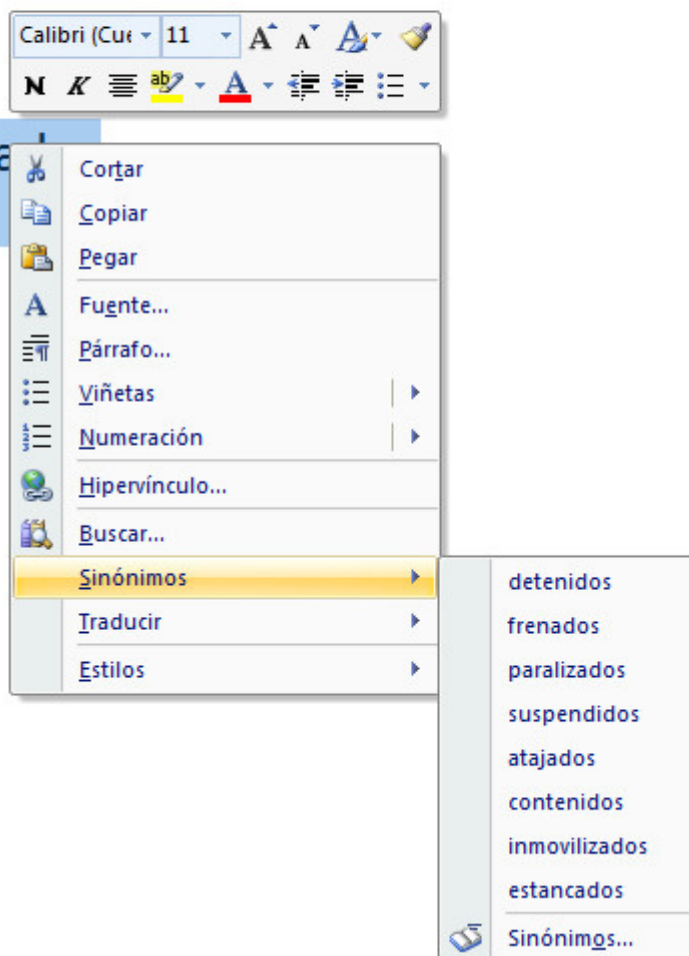 Calibri (Cue 11 A A A
N K ab A
Cortar
Copiar
Pegar
A Fuente...
Párrafo...
Viñetas
Numeración
Hipervínculo...
Buscar...
Sinónimos
Traducir
Estilos
detenidos
frenados
paralizados
suspendidos
atajados
contenidos
inmovilizados
estancados
Sinónimos...